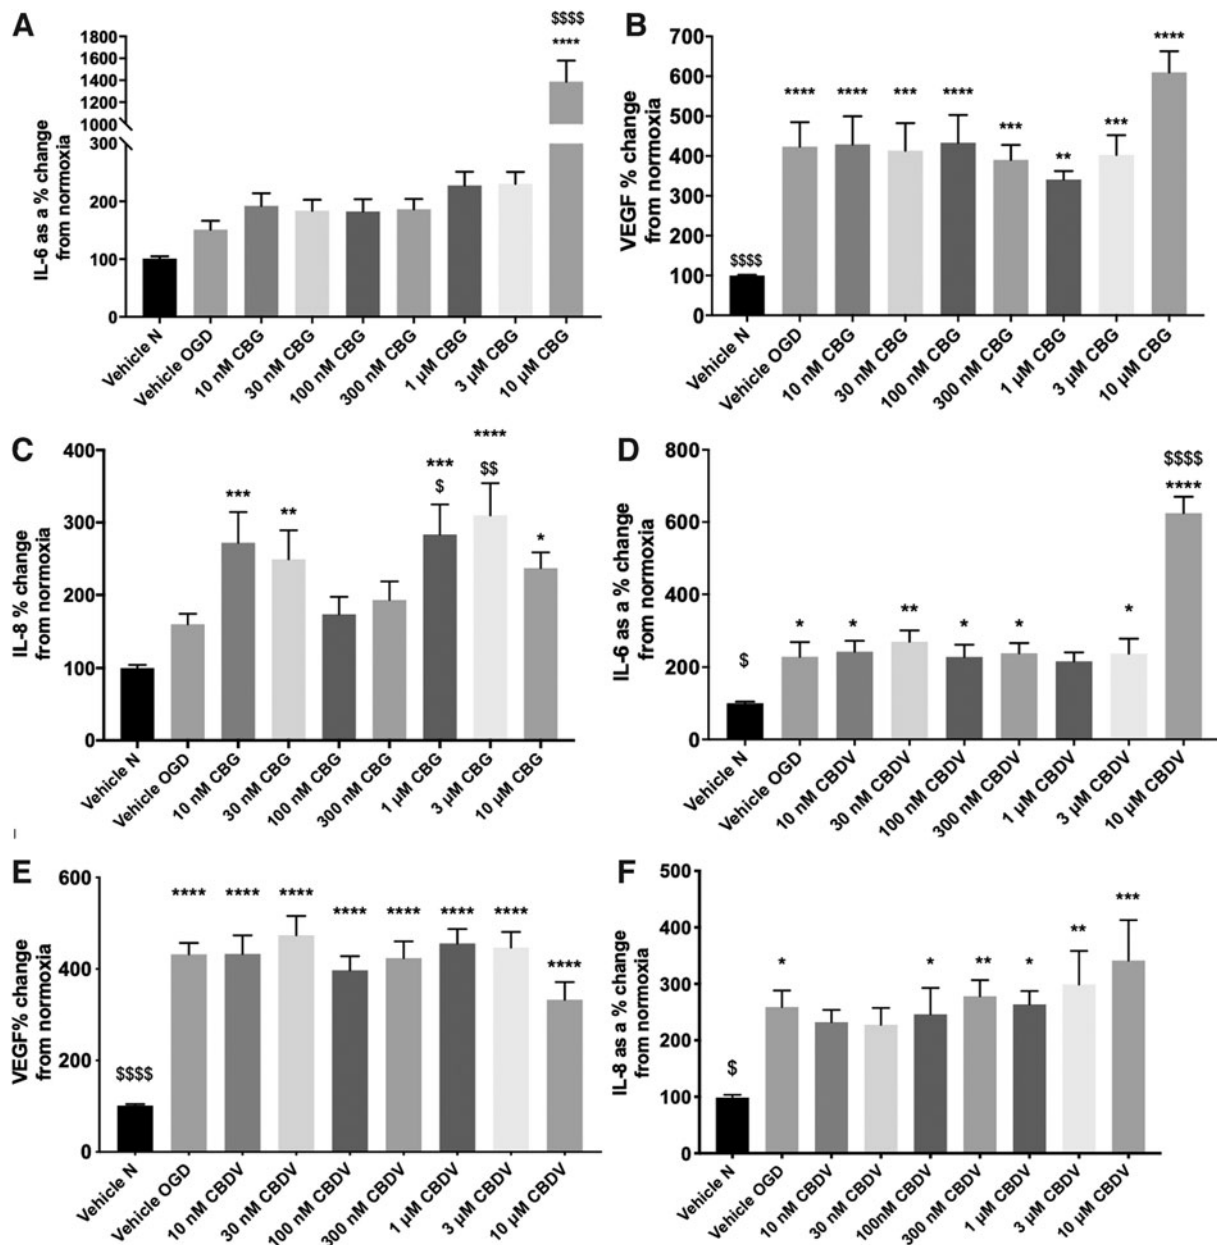 A
$$$$
****
IL-6 as a % change
from normoxia
1800
1600
1400
1200
1000
300
200
100
0
Vehicle N
Vehicle OGD
10 nM CBG
30 nM CBG
100 nM CBG
300 nM CBG
1 µM CBG
3 µM CBG
10 µM CBG
B
VEGF % change
from normoxia
700
600
500
400
300
200
100
0
$$$$
****
****
***
****
***
**
***
****
Vehicle N
Vehicle OGD
10 nM CBG
30 nM CBG
100 nM CBG
300 nM CBG
1 µM CBG
3 µM CBG
10 µM CBG
C
IL-8 % change
from normoxia
400
300
200
100
0
***
**
***
$
****
$$
*
Vehicle N
Vehicle OGD
10 nM CBG
30 nM CBG
100 nM CBG
300 nM CBG
1 µM CBG
3 µM CBG
10 µM CBG
D
IL-6 as a % change
from normoxia
800
600
400
200
0
$
*
*
**
*
*
*
$$$$
****
Vehicle N
Vehicle OGD
10 nM CBDV
30 nM CBDV
100 nM CBDV
300 nM CBDV
1 µM CBDV
3 µM CBDV
10 µM CBDV
E
VEGF% change
from normoxia
600
400
200
0
$$$$
****
****
****
****
****
****
****
****
Vehicle N
Vehicle OGD
10 nM CBDV
30 nM CBDV
100 nM CBDV
300 nM CBDV
1 µM CBDV
3 µM CBDV
10 µM CBDV
F
IL-8 as a % change
from normoxia
500
400
300
200
100
0
$
*
*
**
*
**
***
Vehicle N
Vehicle OGD
10 nM CBDV
30 nM CBDV
100nM CBDV
300 nM CBDV
1 µM CBDV
3 µM CBDV
10 µM CBDV